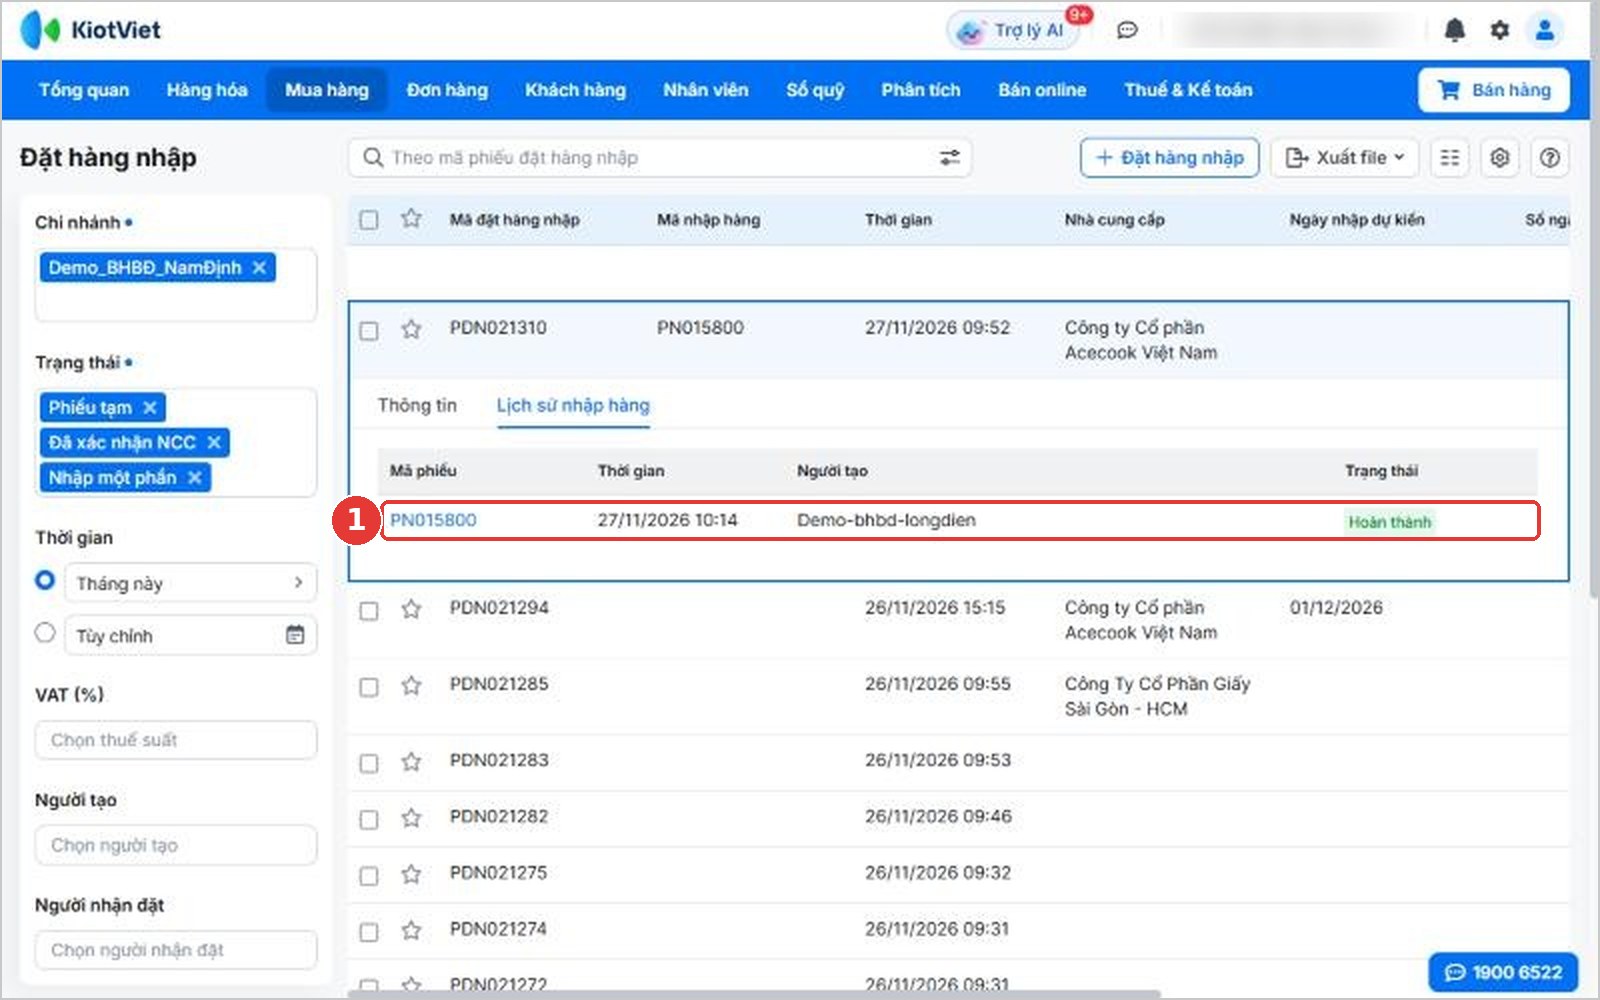 KiotViet
Trợ lý AI
9+
Tổng quan
Hàng hóa
Mua hàng
Đơn hàng
Khách hàng
Nhân viên
Sổ quỹ
Phân tích
Bán online
Thuế & Kế toán
Bán hàng
Đặt hàng nhập
Theo mã phiếu đặt hàng nhập
+ Đặt hàng nhập
Xuất file
Chi nhánh
Demo_BHBĐ_NamĐịnh
Trạng thái
Phiếu tạm
Đã xác nhận NCC
Nhập một phần
Thời gian
Tháng này
Tùy chỉnh
VAT (%)
Chọn thuế suất
Người tạo
Chọn người tạo
Người nhận đặt
Chọn người nhận đặt
Mã đặt hàng nhập Mã nhập hàng Thời gian Nhà cung cấp Ngày nhập dự kiến
PDN021310 PN015800 27/11/2026 09:52 Công ty Cổ phần
Acecook Việt Nam
Thông tin Lịch sử nhập hàng
Mã phiếu Thời gian Người tạo Trạng thái
1
PN015800 27/11/2026 10:14 Demo-bhbd-longdien Hoàn thành
PDN021294 26/11/2026 15:15 Công ty Cổ phần 01/12/2026
Acecook Việt Nam
PDN021285 26/11/2026 09:55 Công Ty Cổ Phần Giấy
Sài Gòn - HCM
PDN021283 26/11/2026 09:53
PDN021282 26/11/2026 09:46
PDN021275 26/11/2026 09:32
PDN021274 26/11/2026 09:31
PDN021272 26/11/2026 09:31
1900 6522